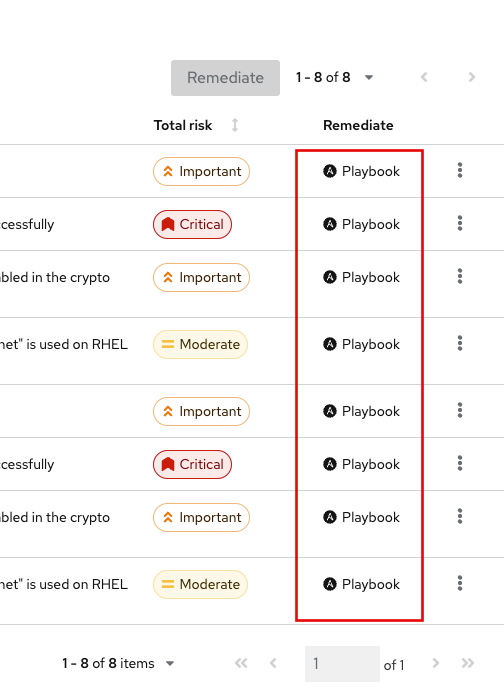 Remediate 1 - 8 of 8
Total risk Remediate
Important Playbook
ccessfully Critical Playbook
bled in the crypto Important Playbook
net" is used on RHEL Moderate Playbook
Important Playbook
ccessfully Critical Playbook
bled in the crypto Important Playbook
net" is used on RHEL Moderate Playbook
1 - 8 of 8 items 1 of 1